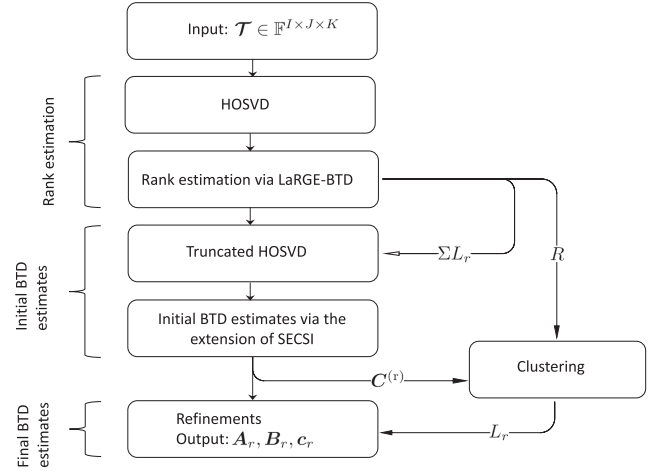 Input: 𝓣 ∈ 𝔽^{I×J×K}
HOSVD
Rank estimation
Rank estimation via LaRGE-BTD
Truncated HOSVD
ΣL_r
R
Initial BTD
estimates
Initial BTD estimates via the
extension of SECSI
Clustering
C^{(r)}
Final BTD
estimates
Refinements
Output: A_r, B_r, c_r
L_r